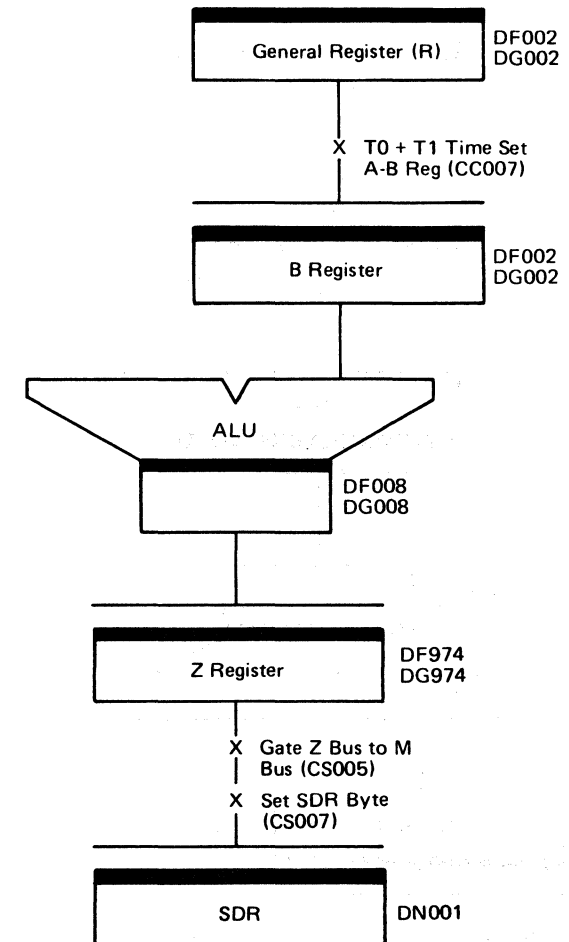 General Register (R)
DF002
DG002
X T0 + T1 Time Set
A-B Reg (CC007)
B Register
DF002
DG002
ALU
DF008
DG008
Z Register
DF974
DG974
X Gate Z Bus to M
Bus (CS005)
X Set SDR Byte
(CS007)
SDR
DN001